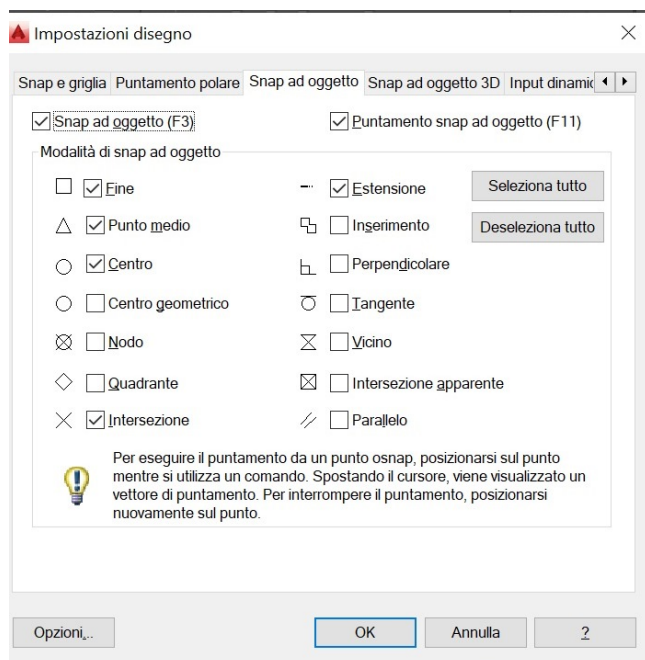 Impostazioni disegno
Snap e griglia Puntamento polare Snap ad oggetto Snap ad oggetto 3D Input dinamic
Snap ad oggetto (F3) Puntamento snap ad oggetto (F11)
Modalità di snap ad oggetto
Fine Estensione Seleziona tutto
Punto medio Inserimento Deseleziona tutto
Centro Perpendicolare
Centro geometrico Tangente
Nodo Vicino
Quadrante Intersezione apparente
Intersezione Parallelo
Per eseguire il puntamento da un punto osnap, posizionarsi sul punto
mentre si utilizza un comando. Spostando il cursore, viene visualizzato un
vettore di puntamento. Per interrompere il puntamento, posizionarsi
nuovamente sul punto.
Opzioni... OK Annulla ?